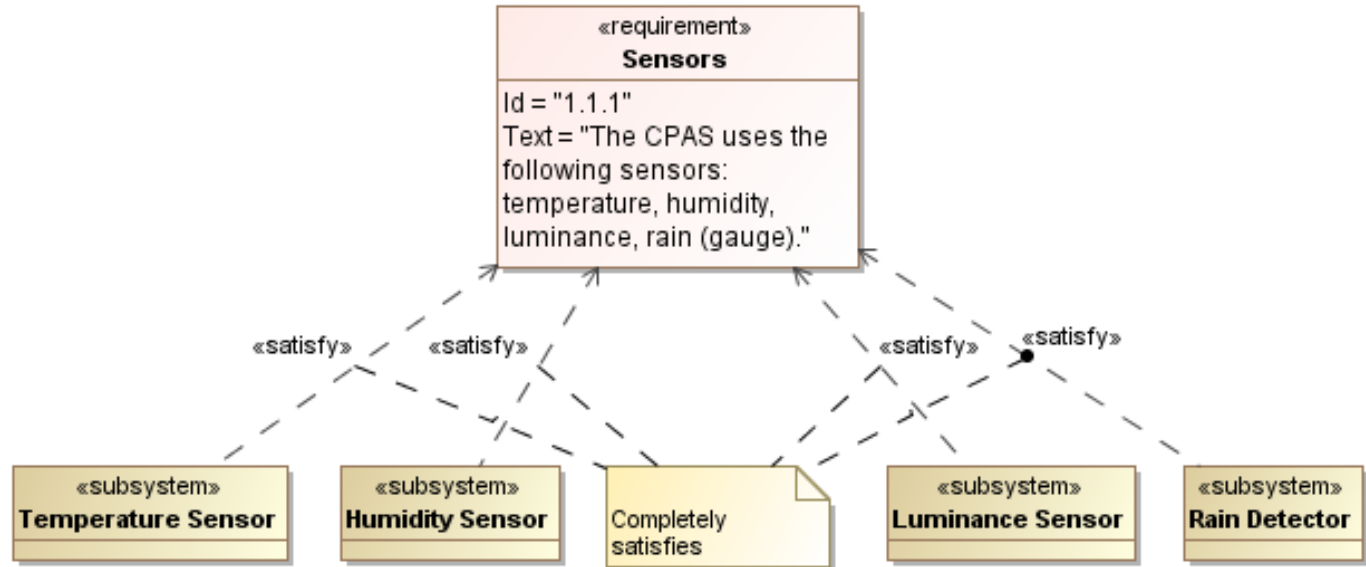 «requirement»
Sensors
Id = "1.1.1"
Text = "The CPAS uses the
following sensors:
temperature, humidity,
luminance, rain (gauge)."
«satisfy»
«satisfy»
«satisfy»
«satisfy»
«subsystem»
Temperature Sensor
«subsystem»
Humidity Sensor
Completely
satisfies
«subsystem»
Luminance Sensor
«subsystem»
Rain Detector